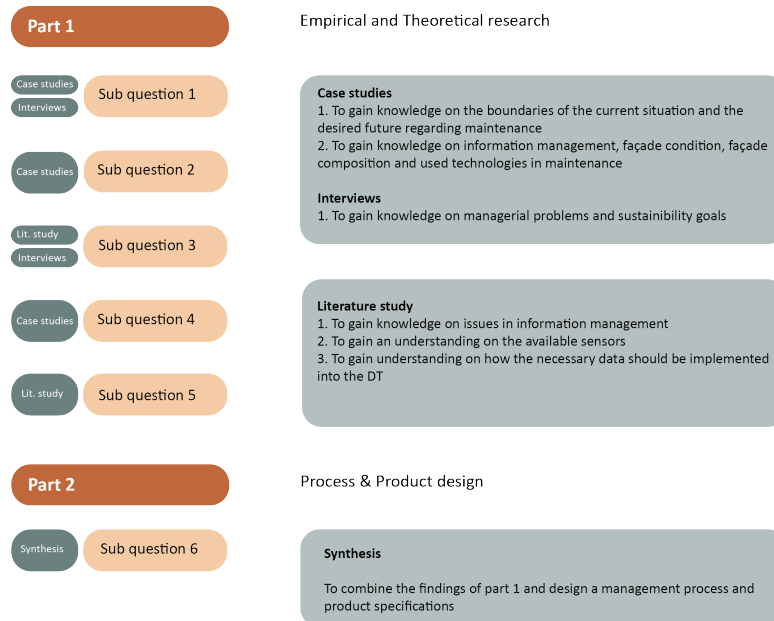 Part 1
Empirical and Theoretical research
Case studies
Interviews
Sub question 1
Case studies
Sub question 2
Lit. study
Interviews
Sub question 3
Case studies
Sub question 4
Lit. study
Sub question 5
Case studies
1. To gain knowledge on the boundaries of the current situation and the
desired future regarding maintenance
2. To gain knowledge on information management, façade condition, façade
composition and used technologies in maintenance
Interviews
1. To gain knowledge on managerial problems and sustainibility goals
Literature study
1. To gain knowledge on issues in information management
2. To gain an understanding on the available sensors
3. To gain understanding on how the necessary data should be implemented
into the DT
Part 2
Process & Product design
Synthesis
Sub question 6
Synthesis
To combine the findings of part 1 and design a management process and
product specifications